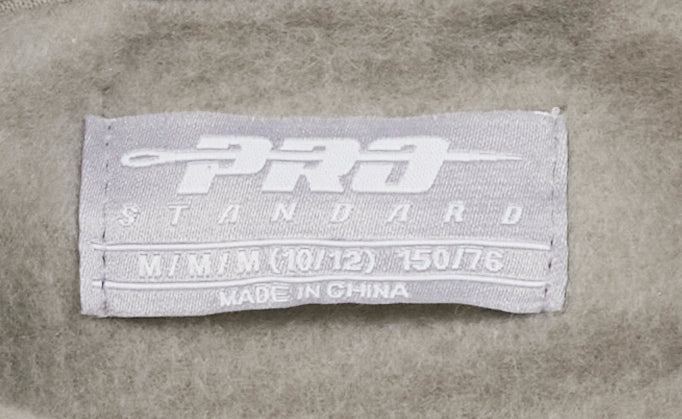 PRO
STANDARD
M/M/M (10/12) 150/76
MADE IN CHINA